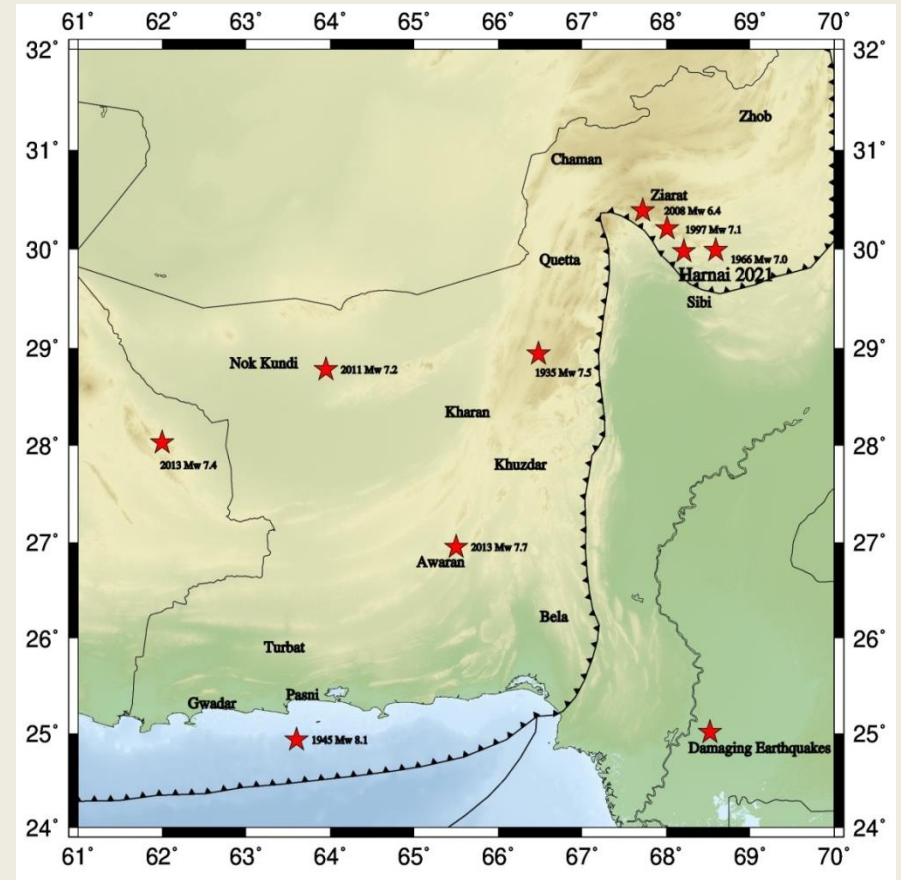 61° 62° 63° 64° 65° 66° 67° 68° 69° 70°
32° 32°
Zhob
31° 31°
Chaman
Ziarat
2008 Mw 6.4
1997 Mw 7.1
30° 30°
Quetta
1966 Mw 7.0
Harnai 2021
Sibi
29° 29°
Nok Kundi
2011 Mw 7.2
1935 Mw 7.5
Kharan
28° 28°
2013 Mw 7.4
Khuzdar
27° 27°
2013 Mw 7.7
Awaran
Bela
26° 26°
Turbat
Pasni
Gwadar
25° 25°
1945 Mw 8.1
Damaging Earthquakes
24° 24°
61° 62° 63° 64° 65° 66° 67° 68° 69° 70°